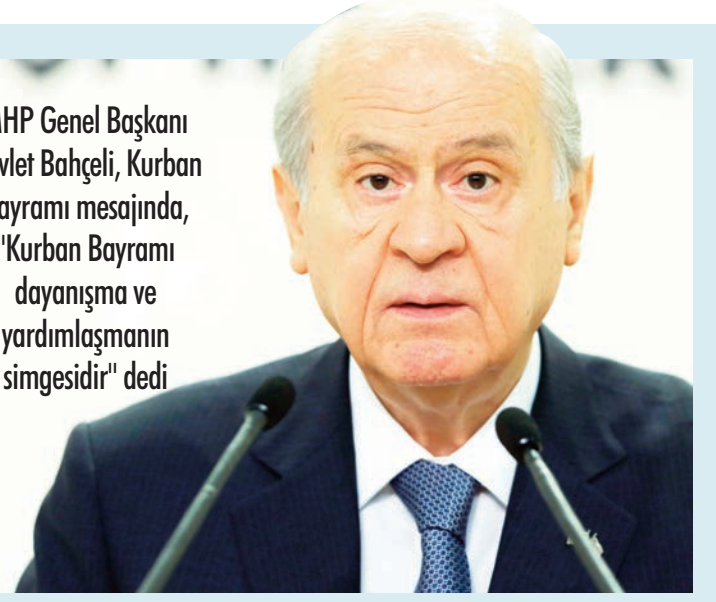 HP Genel Başkanı
vlet Bahçeli, Kurban
ayramı mesajında,
"Kurban Bayramı
dayanışma ve
yardımlaşmanın
simgesidir" dedi